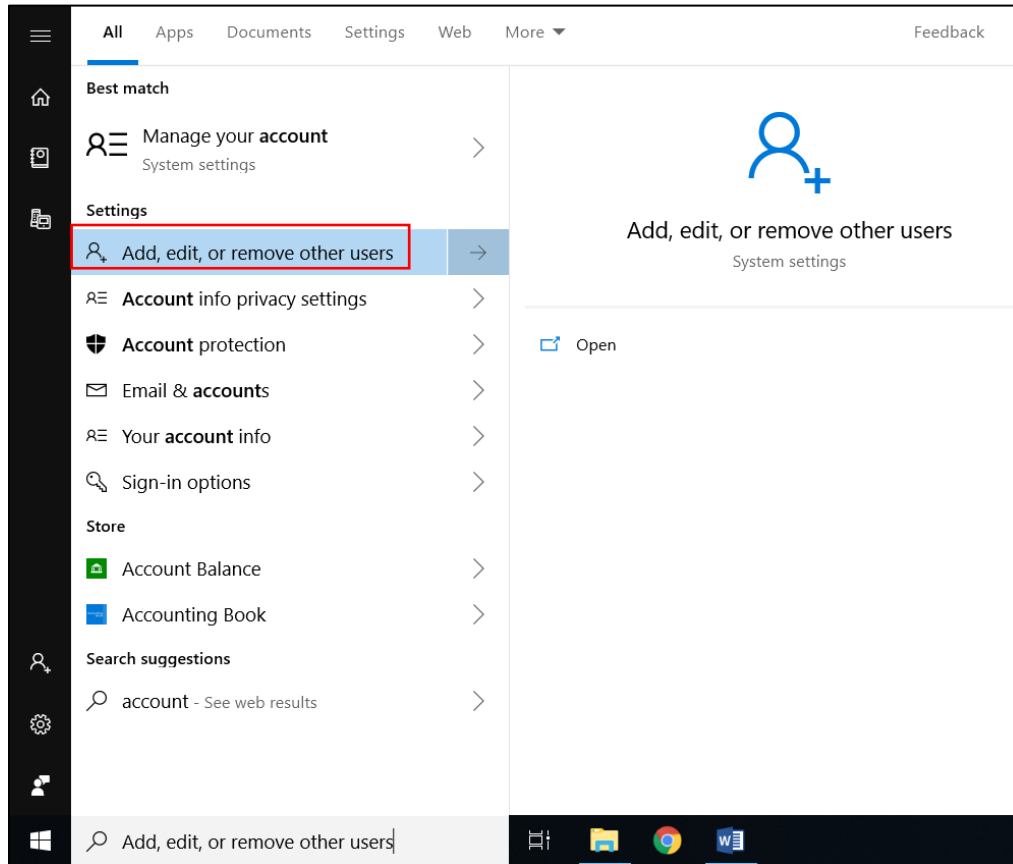 All Apps Documents Settings Web More Feedback
Best match
Manage your account
System settings
Settings
Add, edit, or remove other users
Account info privacy settings
Account protection
Email & accounts
Your account info
Sign-in options
Store
Account Balance
Accounting Book
Search suggestions
account - See web results
Add, edit, or remove other users
System settings
Open
Add, edit, or remove other users